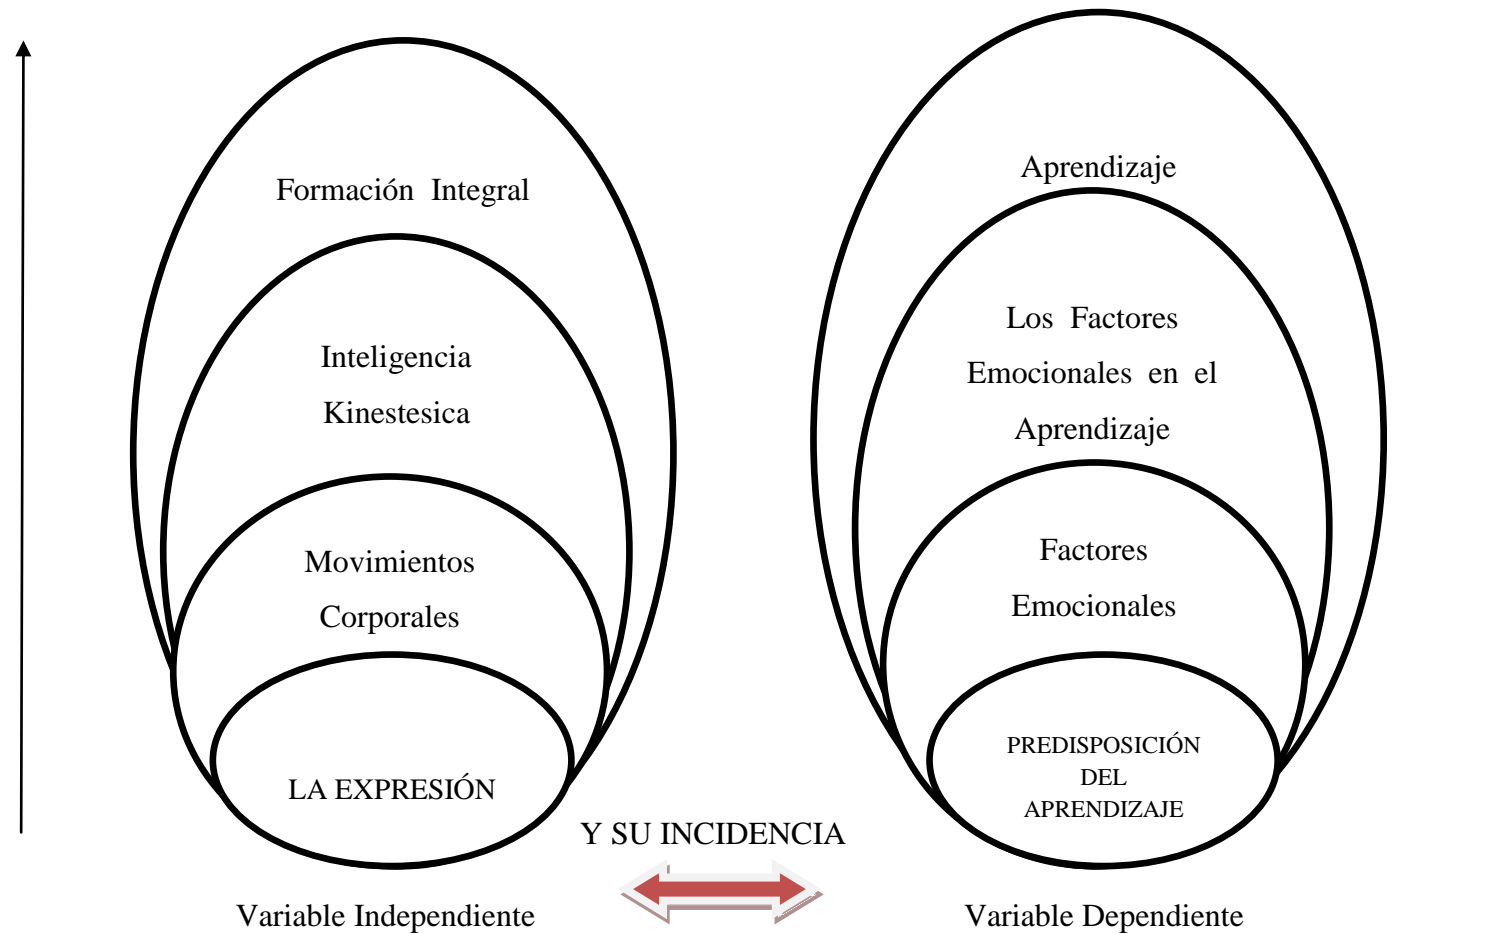 Formación Integral
Inteligencia
Kinestesica
Movimientos
Corporales
LA EXPRESIÓN
Variable Independiente
Y SU INCIDENCIA
Aprendizaje
Los Factores
Emocionales en el
Aprendizaje
Factores
Emocionales
PREDISPOSICIÓN
DEL
APRENDIZAJE
Variable Dependiente